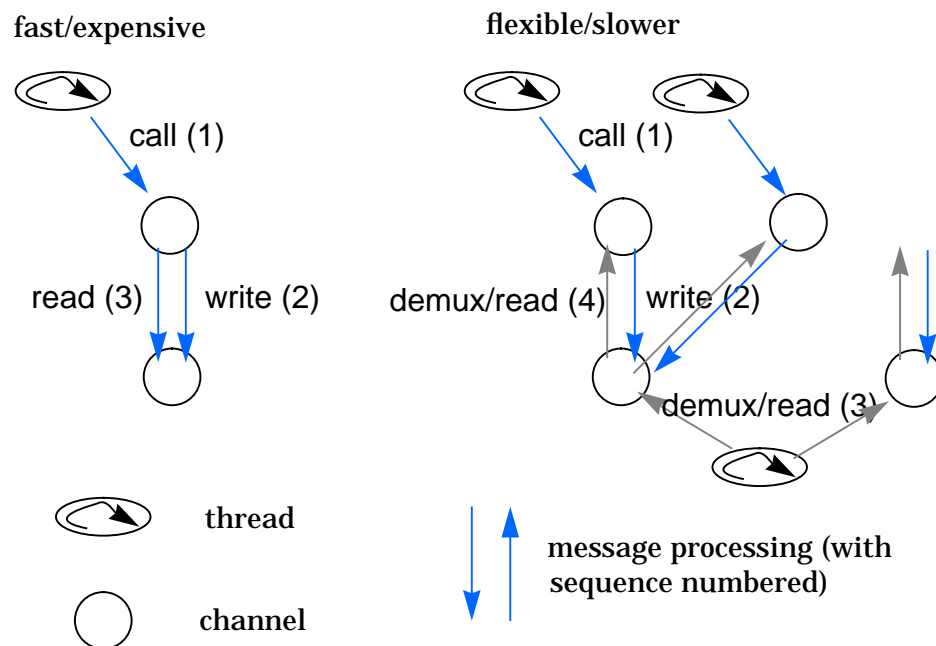 fast/expensive
flexible/slower
call (1)
call (1)
read (3)
write (2)
demux/read (4)
write (2)
demux/read (3)
thread
message processing (with
sequence numbered)
channel